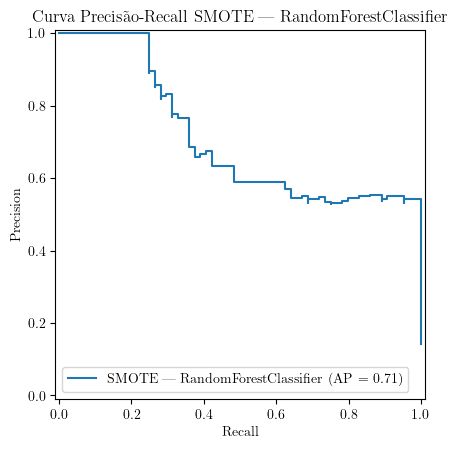 Curva Precisão-Recall SMOTE — RandomForestClassifier
1.0
0.8
0.6
0.4
0.2
0.0
Precision
0.0 0.2 0.4 0.6 0.8 1.0
Recall
SMOTE — RandomForestClassifier (AP = 0.71)